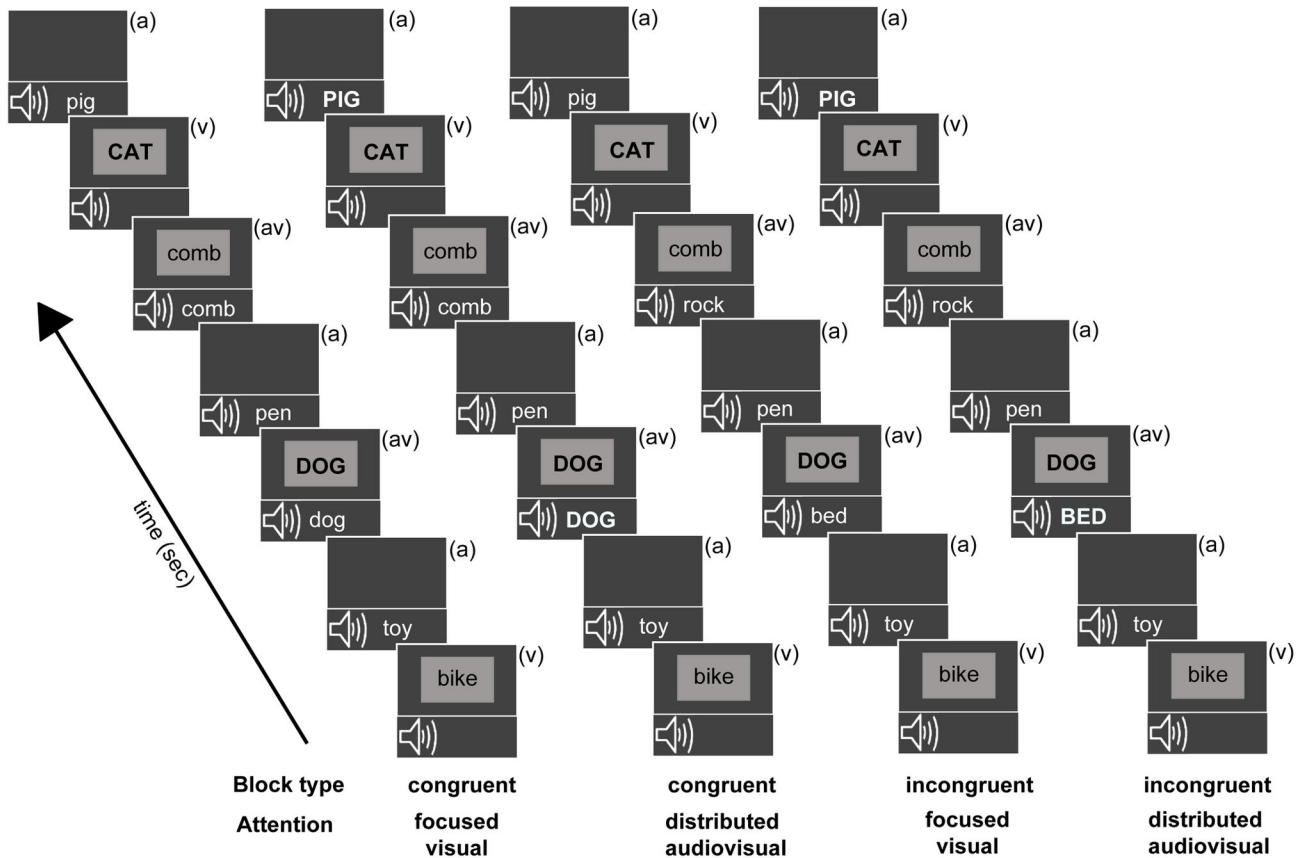 (a) (a) (a) (a)
pig PIG pig PIG
(v) (v) (v) (v)
CAT CAT CAT CAT
(av) (av) (av) (av)
comb comb comb comb
comb comb rock rock
(a) (a) (a) (a)
pen pen pen pen
(av) (av) (av) (av)
DOG DOG DOG DOG
dog DOG bed BED
time (sec)
(a) (a) (a) (a)
toy toy toy toy
(v) (v) (v) (v)
bike bike bike bike
Block type congruent congruent incongruent incongruent
Attention focused distributed focused distributed
visual audiovisual visual audiovisual